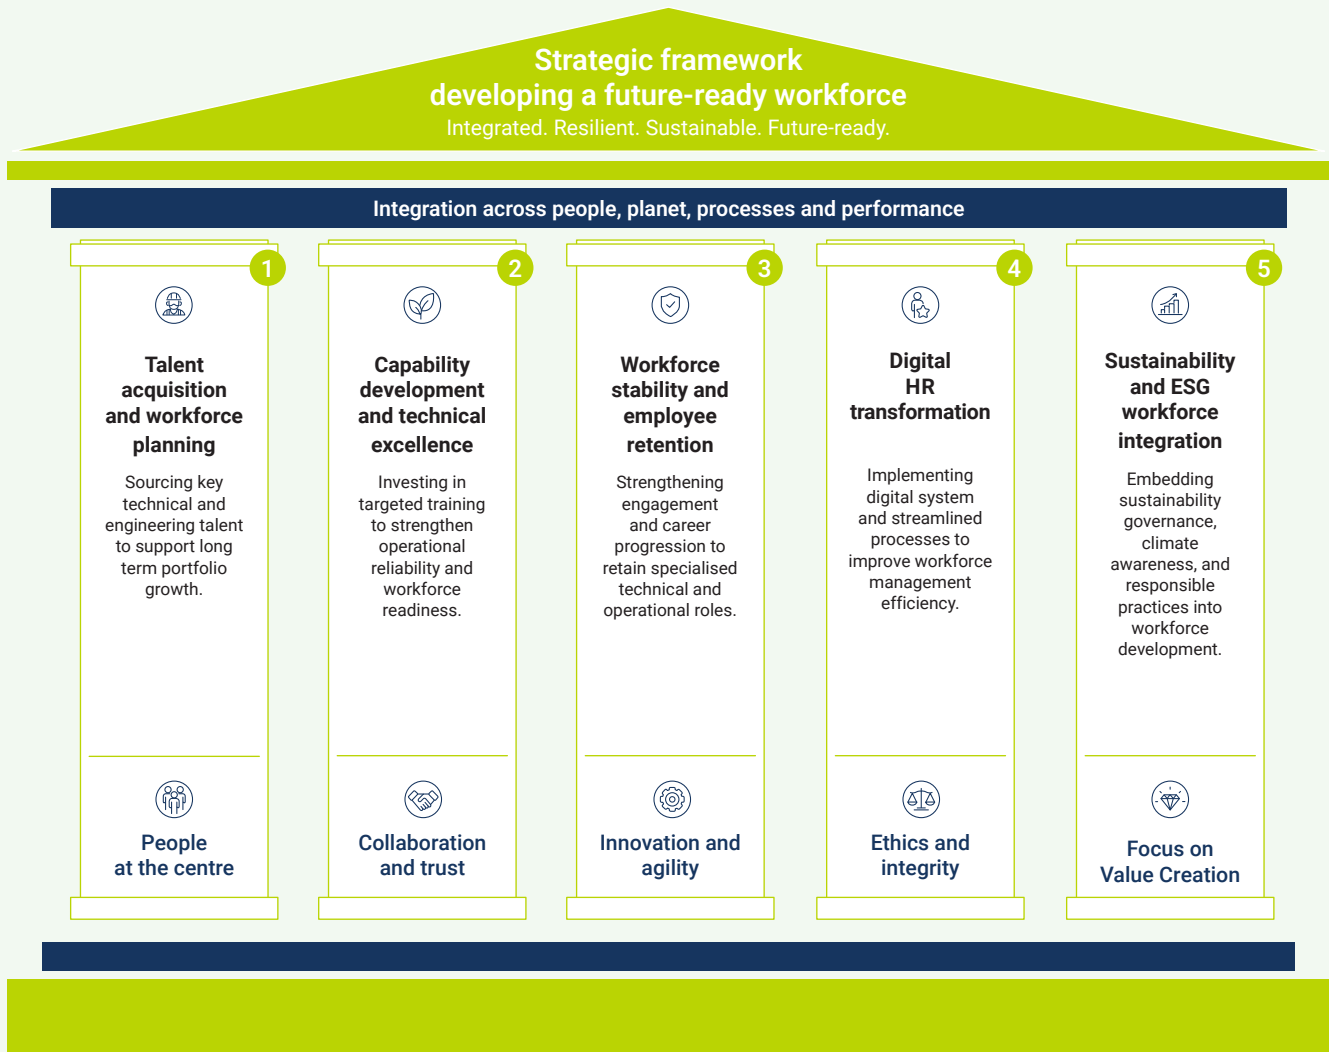 Strategic framework
developing a future-ready workforce
Integrated. Resilient. Sustainable. Future-ready.
Integration across people, planet, processes and performance
1
Talent
acquisition
and workforce
planning
Sourcing key
technical and
engineering talent
to support long
term portfolio
growth.
People
at the centre
2
Capability
development
and technical
excellence
Investing in
targeted training
to strengthen
operational
reliability and
workforce
readiness.
Collaboration
and trust
3
Workforce
stability and
employee
retention
Strengthening
engagement
and career
progression to
retain specialised
technical and
operational roles.
Innovation and
agility
4
Digital
HR
transformation
Implementing
digital system
and streamlined
processes to
improve workforce
management
efficiency.
Ethics and
integrity
5
Sustainability
and ESG
workforce
integration
Embedding
sustainability
governance,
climate
awareness, and
responsible
practices into
workforce
development.
Focus on
Value Creation